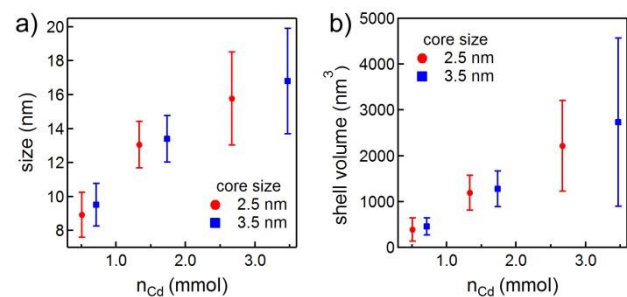 a)
size (nm)
20
18
16
14
12
10
8
core size
2.5 nm
3.5 nm
1.0 2.0 3.0
n_Cd (mmol)
b)
shell volume (nm³)
5000
4000
3000
2000
1000
0
core size
2.5 nm
3.5 nm
1.0 2.0 3.0
n_Cd (mmol)